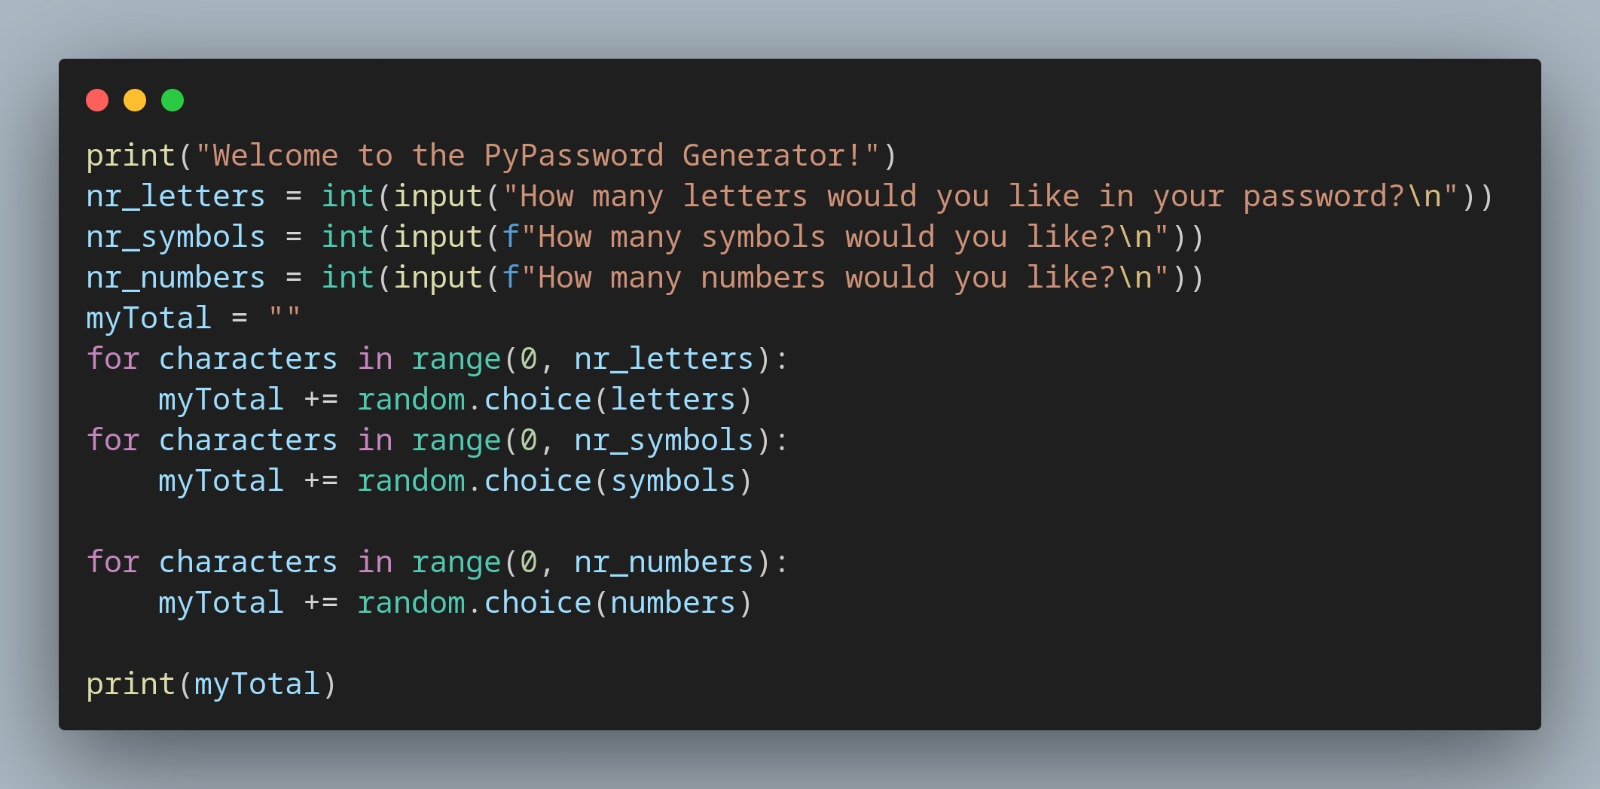 print("Welcome to the PyPassword Generator!")
nr_letters = int(input("How many letters would you like in your password?\n"))
nr_symbols = int(input(f"How many symbols would you like?\n"))
nr_numbers = int(input(f"How many numbers would you like?\n"))
myTotal = ""
for characters in range(0, nr_letters):
    myTotal += random.choice(letters)
for characters in range(0, nr_symbols):
    myTotal += random.choice(symbols)

for characters in range(0, nr_numbers):
    myTotal += random.choice(numbers)

print(myTotal)